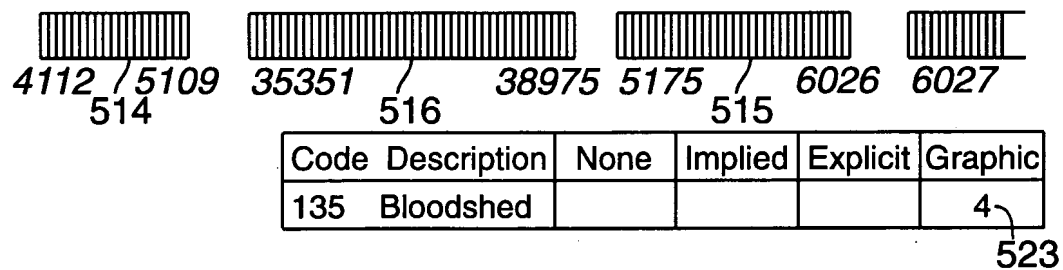 4112 5109 35351 38975 5175 6026 6027
514 516 515
Code Description None Implied Explicit Graphic
135 Bloodshed 4
523